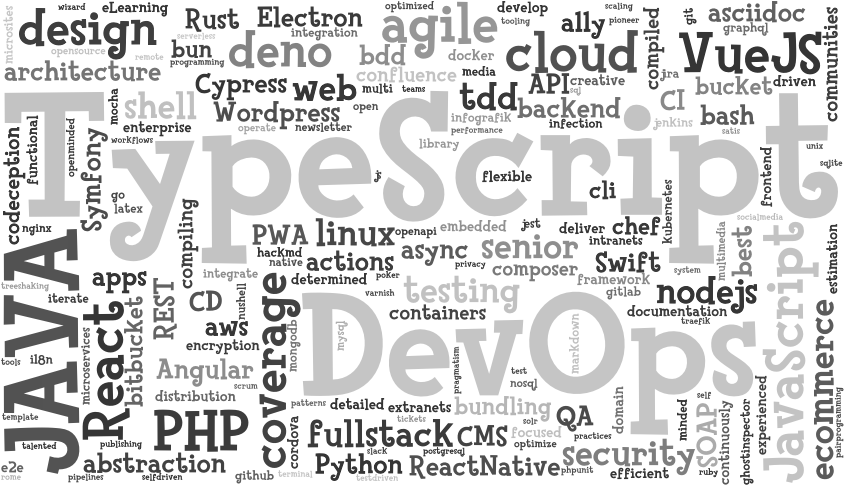 wizard
eLearning
Rust
Electron
optimized
develop
scaling
pioneer
git
asciidoc
graphql
microsites
design
opensource
remote
serverjess
bun
programming
integration
deno
agile
tooling
ally
cloud
compiled
VueJS
communities
architecture
bdd
docker
confluence
media
Cypress
web
multi
teams
API
creative
sql
jra
bucket
driven
CI
mocha
shell
Wordpress
open
tdd
backend
infografik
performance
infection
jenkins
bash
satis
enterprise
operate
newsletter
library
workflows
unix
codeception
functional
openminded
Symfony
TypeScript
js
flexible
cli
kubernetes
frontend
sqlite
go
latex
nginx
compiling
PWA
linux
openapi
embedded
jest
deliver
chef
socialmedia
hackmd
native
actions
async
senior
intranets
multimedia
best
estimation
JAVA
treeshaking
apps
integrate
determined
poker
privacy
composer
Swift
framework
system
JavaScript
iterate
REST
CD
nushell
varnish
testing
gitlab
nodejs
React
bitbucket
aws
coverage
mongodb
containers
documentation
traefik
microservices
encryption
mysql
DevOps
markdown
ecommerce
tools
i18n
Angular
scrum
pragmatism
test
nosql
distribution
template
patterns
detailed
extranets
bundling
domain
self
experienced
pairprogramming
PHP
cordova
tickets
solr
QA
minded
SOAP
continuously
ghostinspector
talented
publishing
fullstack
CMS
focused
practices
optimize
abstraction
slack
postgresql
security
e2e
rome
pipelines
selfdriven
github
terminal
Python
testdriven
ReactNative
phpunit
efficient
ruby